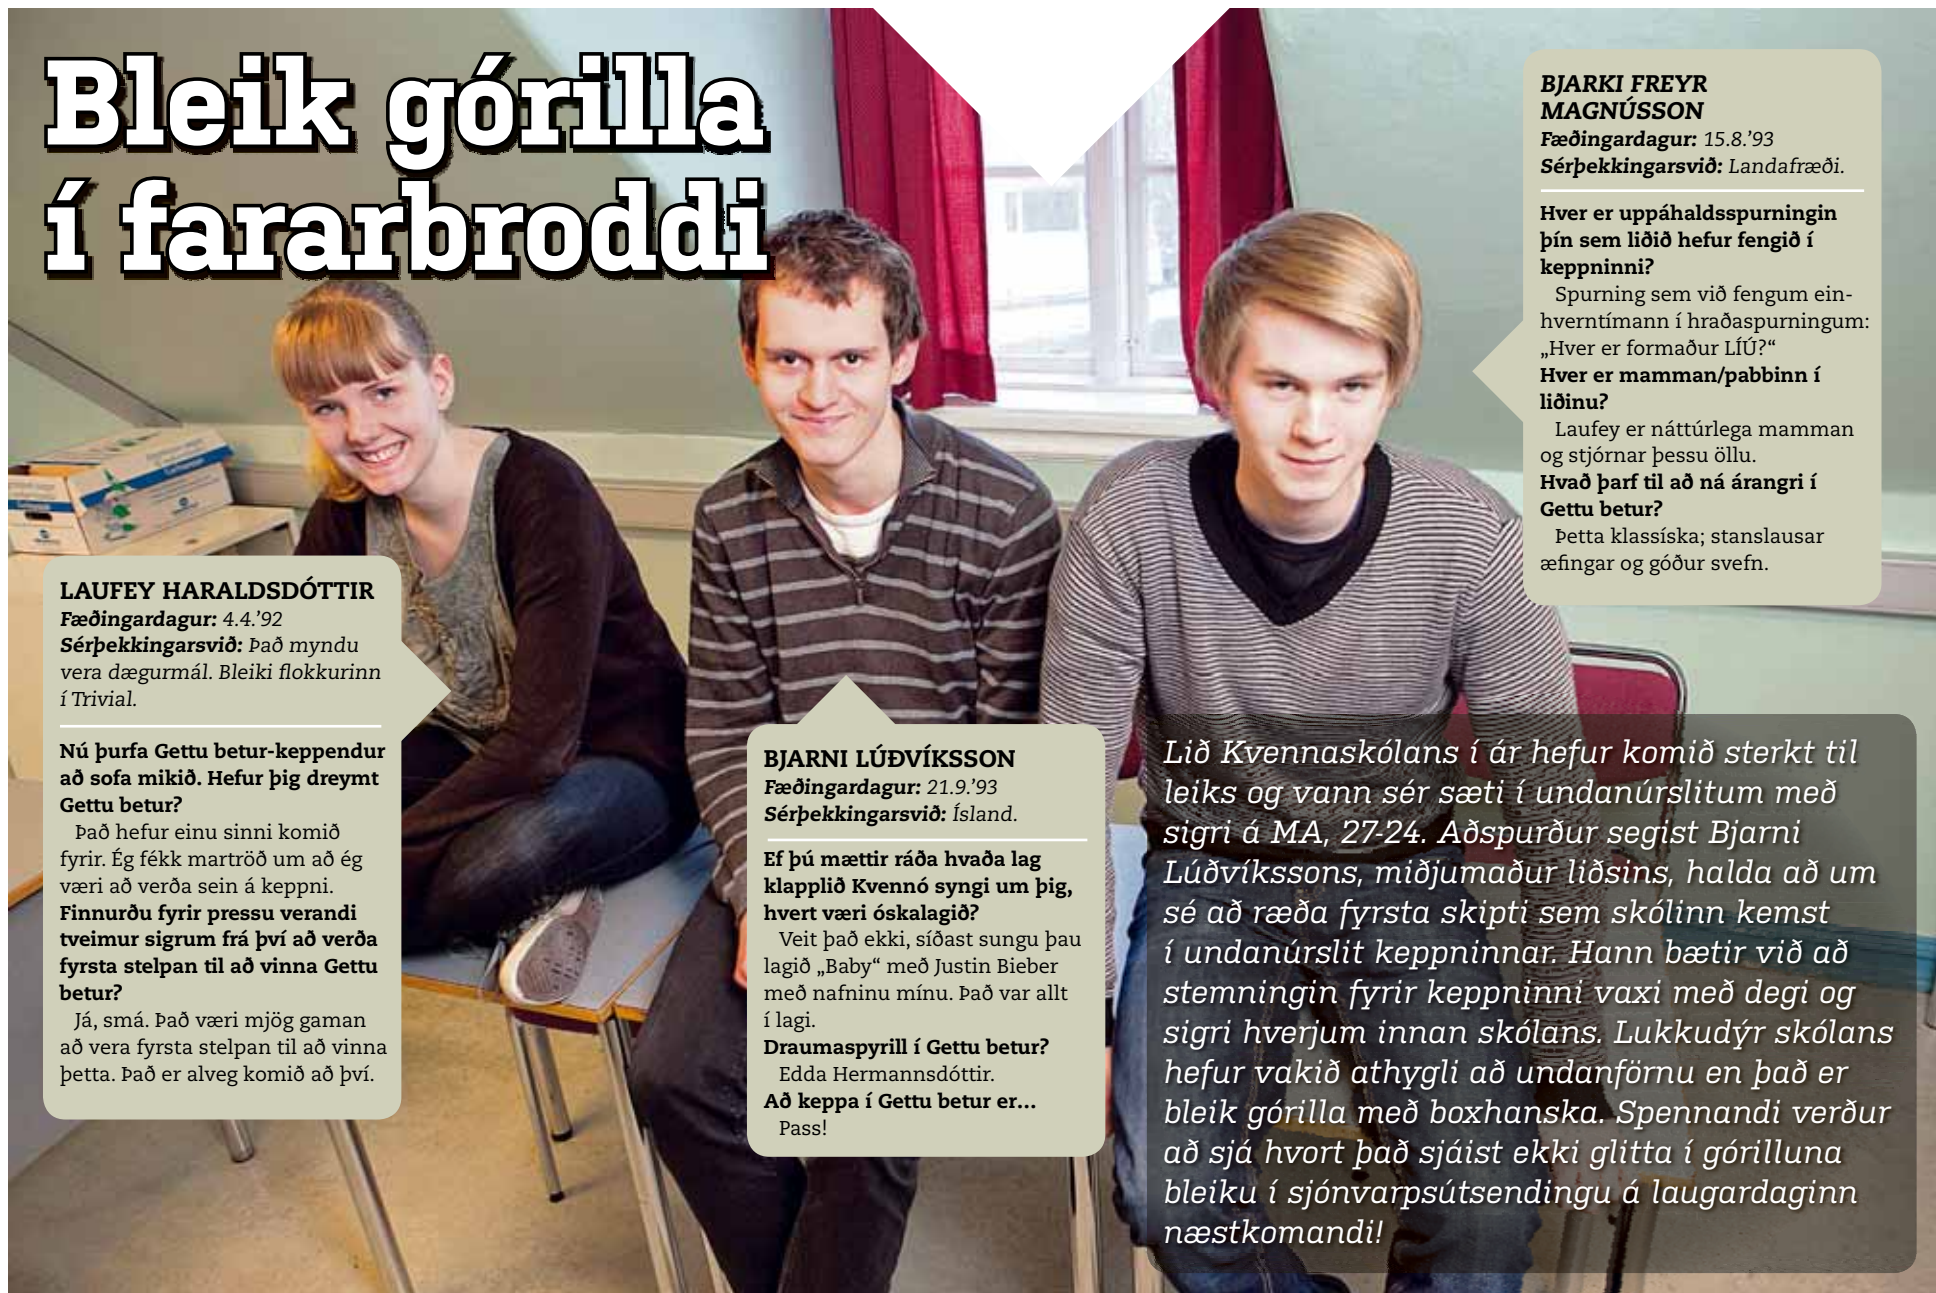 Bleik górilla
í fararbroddi
LAUFEY HARALDSDÓTTIR
Fæðingardagur: 4.4.'92
Sérþekkingarsvið: Það myndu
vera dægurmál. Bleiki flokkurinn
í Trivial.
Nú þurfa Gettu betur-keppendur
að sofa mikið. Hefur þig dreymt
Gettu betur?
Það hefur einu sinni komið
fyrir. Ég fékk martröð um að ég
væri að verða sein á keppni.
Finnurðu fyrir pressu verandi
tveimur sigrum frá því að verða
fyrsta stelpan til að vinna Gettu
betur?
Já, smá. Það væri mjög gaman
að vera fyrsta stelpan til að vinna
þetta. Það er alveg komið að því.
BJARNI LÚÐVÍKSSON
Fæðingardagur: 21.9.'93
Sérþekkingarsvið: Ísland.
Ef þú mættir ráða hvaða lag
klapplið Kvennó syngi um þig,
hvert væri óskalagið?
Veit það ekki, síðast sungu þau
lagið „Baby“ með Justin Bieber
með nafninu mínu. Það var allt
í lagi.
Draumaspyrill í Gettu betur?
Edda Hermannsdóttir.
Að keppa í Gettu betur er…
Pass!
BJARKI FREYR
MAGNÚSSON
Fæðingardagur: 15.8.'93
Sérþekkingarsvið: Landafræði.
Hver er uppáhaldsspurningin
þín sem liðið hefur fengið í
keppninni?
Spurning sem við fengum ein-
hverntímann í hraðaspurningum:
„Hver er formaður LÍÚ?“
Hver er mamman/pabbinn í
liðinu?
Laufey er náttúrlega mamman
og stjórnar þessu öllu.
Hvað þarf til að ná árangri í
Gettu betur?
Þetta klassíska; stanslausar
æfingar og góður svefn.
Lið Kvennaskólans í ár hefur komið sterkt til
leiks og vann sér sæti í undanúrslitum með
sigri á MA, 27-24. Aðspurður segist Bjarni
Lúðvíkssons, miðjumaður liðsins, halda að um
sé að ræða fyrsta skipti sem skólinn kemst
í undanúrslit keppninnar. Hann bætir við að
stemningin fyrir keppninni vaxi með degi og
sigri hverjum innan skólans. Lukkudýr skólans
hefur vakið athygli að undanförnu en það er
bleik górilla með boxhanska. Spennandi verður
að sjá hvort það sjáist ekki glitta í górilluna
bleiku í sjónvarpsútsendingu á laugardaginn
næstkomandi!